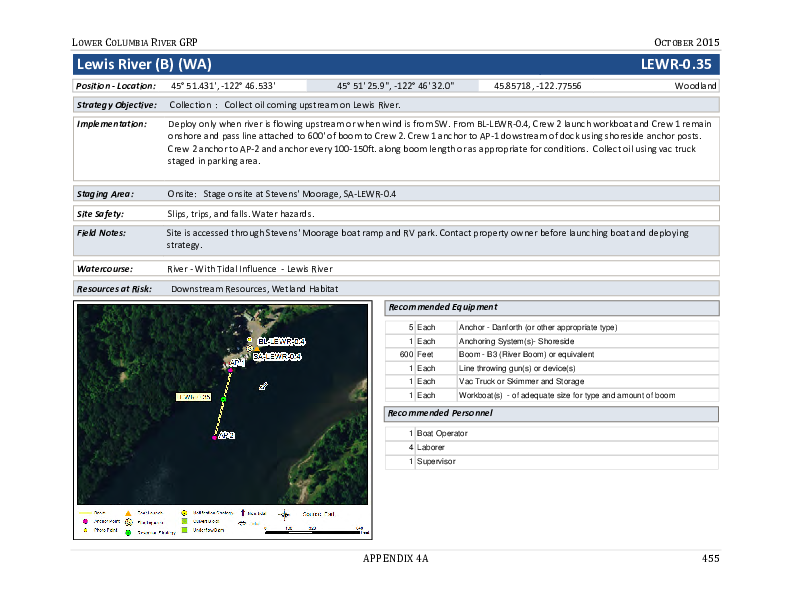 LOWER COLUMBIA RIVER GRP
OCTOBER 2015
Lewis River (B) (WA)
LEWR-0.35
Position - Location: 45° 51.431', -122° 46.533' 45° 51' 25.9", -122° 46' 32.0" 45.85718, -122.77556 Woodland
Strategy Objective: Collection : Collect oil coming upstream on Lewis River.
Implementation: Deploy only when river is flowing upstream or when wind is from SW. From BL-LEWR-0.4, Crew 2 launch workboat and Crew 1 remain
onshore and pass line attached to 600' of boom to Crew 2. Crew 1 anchor to AP-1 dowstream of dock using shoreside anchor posts.
Crew 2 anchor to AP-2 and anchor every 100-150ft. along boom length or as appropriate for conditions. Collect oil using vac truck
staged in parking area.
Staging Area: Onsite: Stage onsite at Stevens' Moorage, SA-LEWR-0.4
Site Safety: Slips, trips, and falls. Water hazards.
Field Notes: Site is accessed through Stevens' Moorage boat ramp and RV park. Contact property owner before launching boat and deploying
strategy.
Watercourse: River - With Tidal Influence - Lewis River
Resources at Risk: Downstream Resources, Wetland Habitat
BL-LEWR-0.4
SA-LEWR-0.4
AP-1
LEWR-0.35
AP-2
Anchor Point
Photo Point
Notification Strategy
Recommended Equipment
5 Each Anchor - Danforth (or other appropriate type)
1 Each Anchoring System(s)- Shoreside
600 Feet Boom - B3 (River Boom) or equivalent
1 Each Line throwing gun(s) or device(s)
1 Each Vac Truck or Skimmer and Storage
1 Each Workboat(s) - of adequate size for type and amount of boom
Recommended Personnel
1 Boat Operator
4 Laborer
1 Supervisor
APPENDIX 4A
455